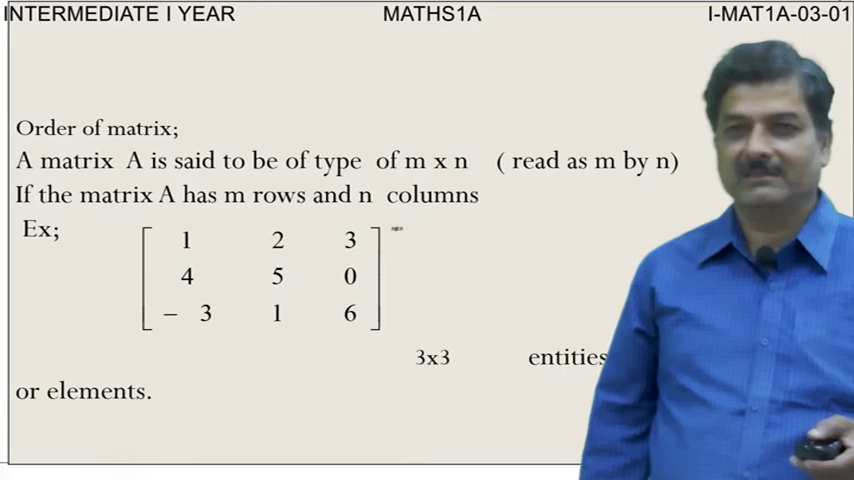 INTERMEDIATE I YEAR MATHS1A I-MAT1A-03-01
Order of matrix;
A matrix A is said to be of type of m x n ( read as m by n)
If the matrix A has m rows and n columns
Ex;
1 2 3
4 5 0
– 3 1 6
3x3 entities
or elements.